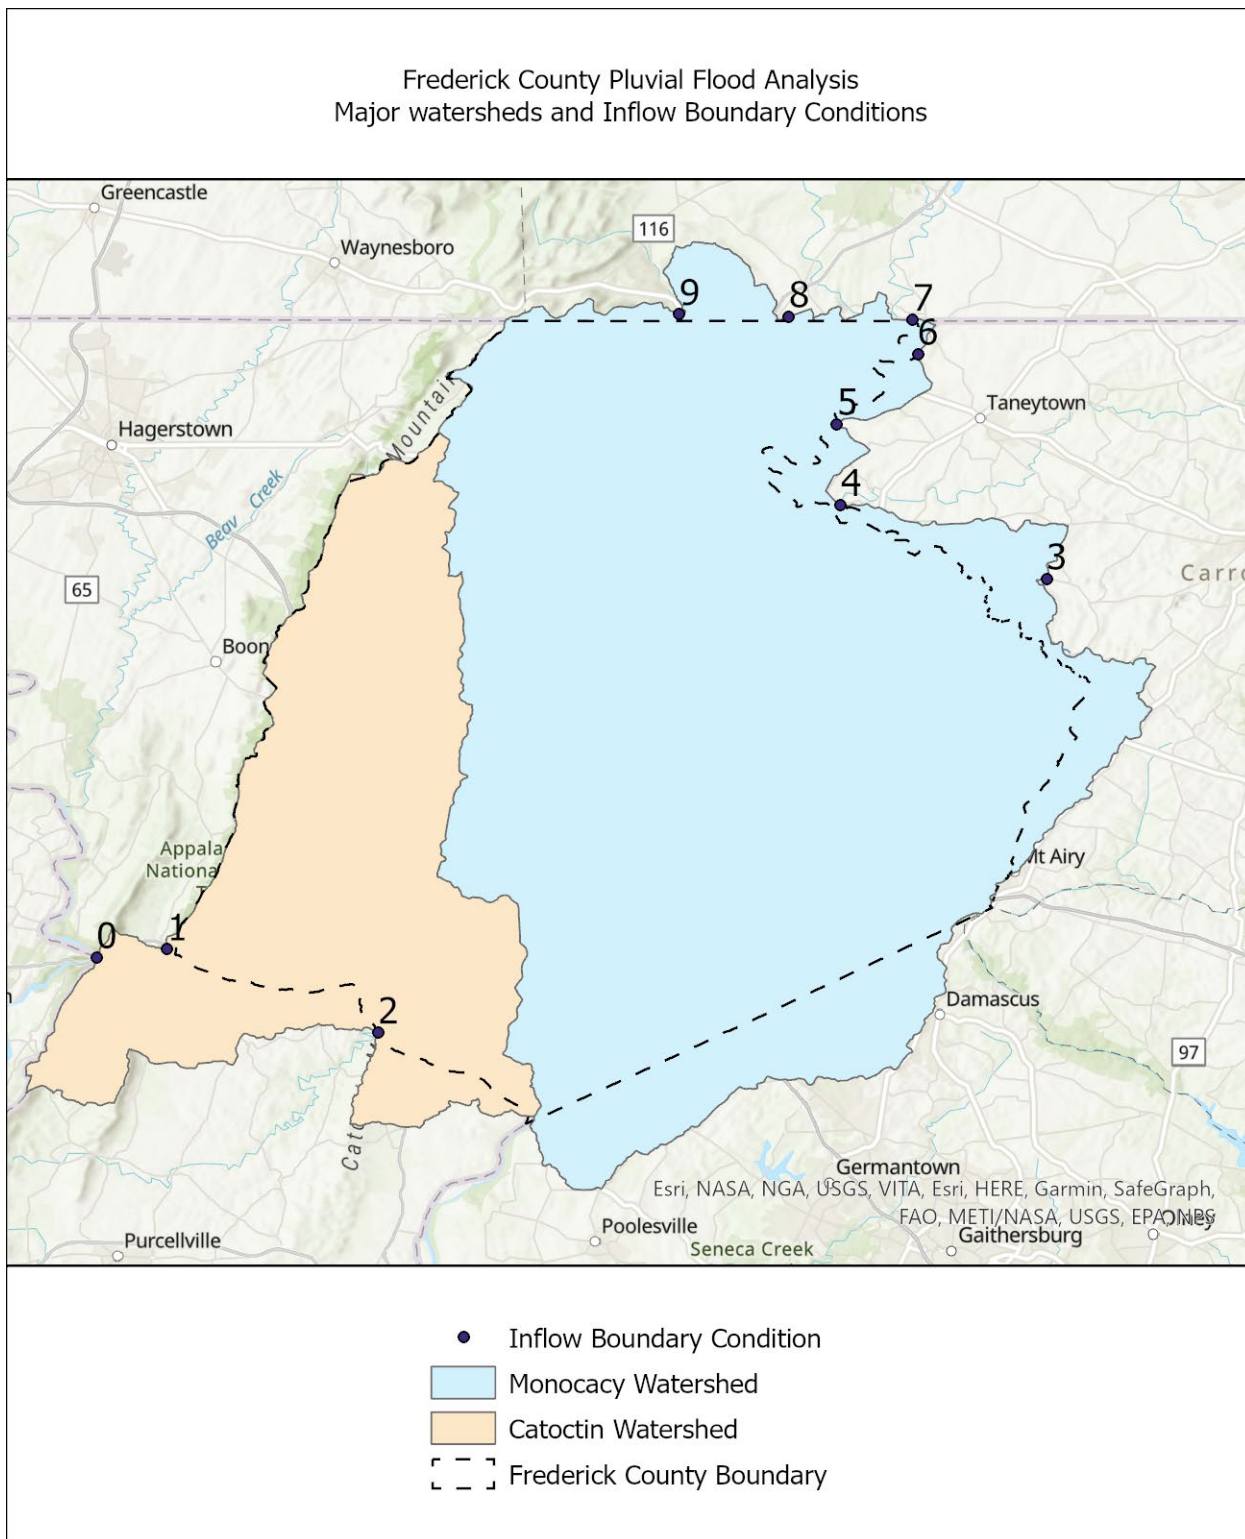 Frederick County Pluvial Flood Analysis
Major watersheds and Inflow Boundary Conditions
Greencastle
Waynesboro
116
9
8
7
6
Mountain
5
Taneytown
Hagerstown
4
Beav Creek
3
65
Carro
Boon
Appala
Nationa
T
Mt Airy
0
1
2
Damascus
97
Cato
Germantown
Esri, NASA, NGA, USGS, VITA, Esri, HERE, Garmin, SafeGraph,
FAO, METI/NASA, USGS, EPA, NPS
Olney
Poolesville
Purcellville
Seneca Creek
Gaithersburg
Inflow Boundary Condition
Monocacy Watershed
Catoctin Watershed
Frederick County Boundary